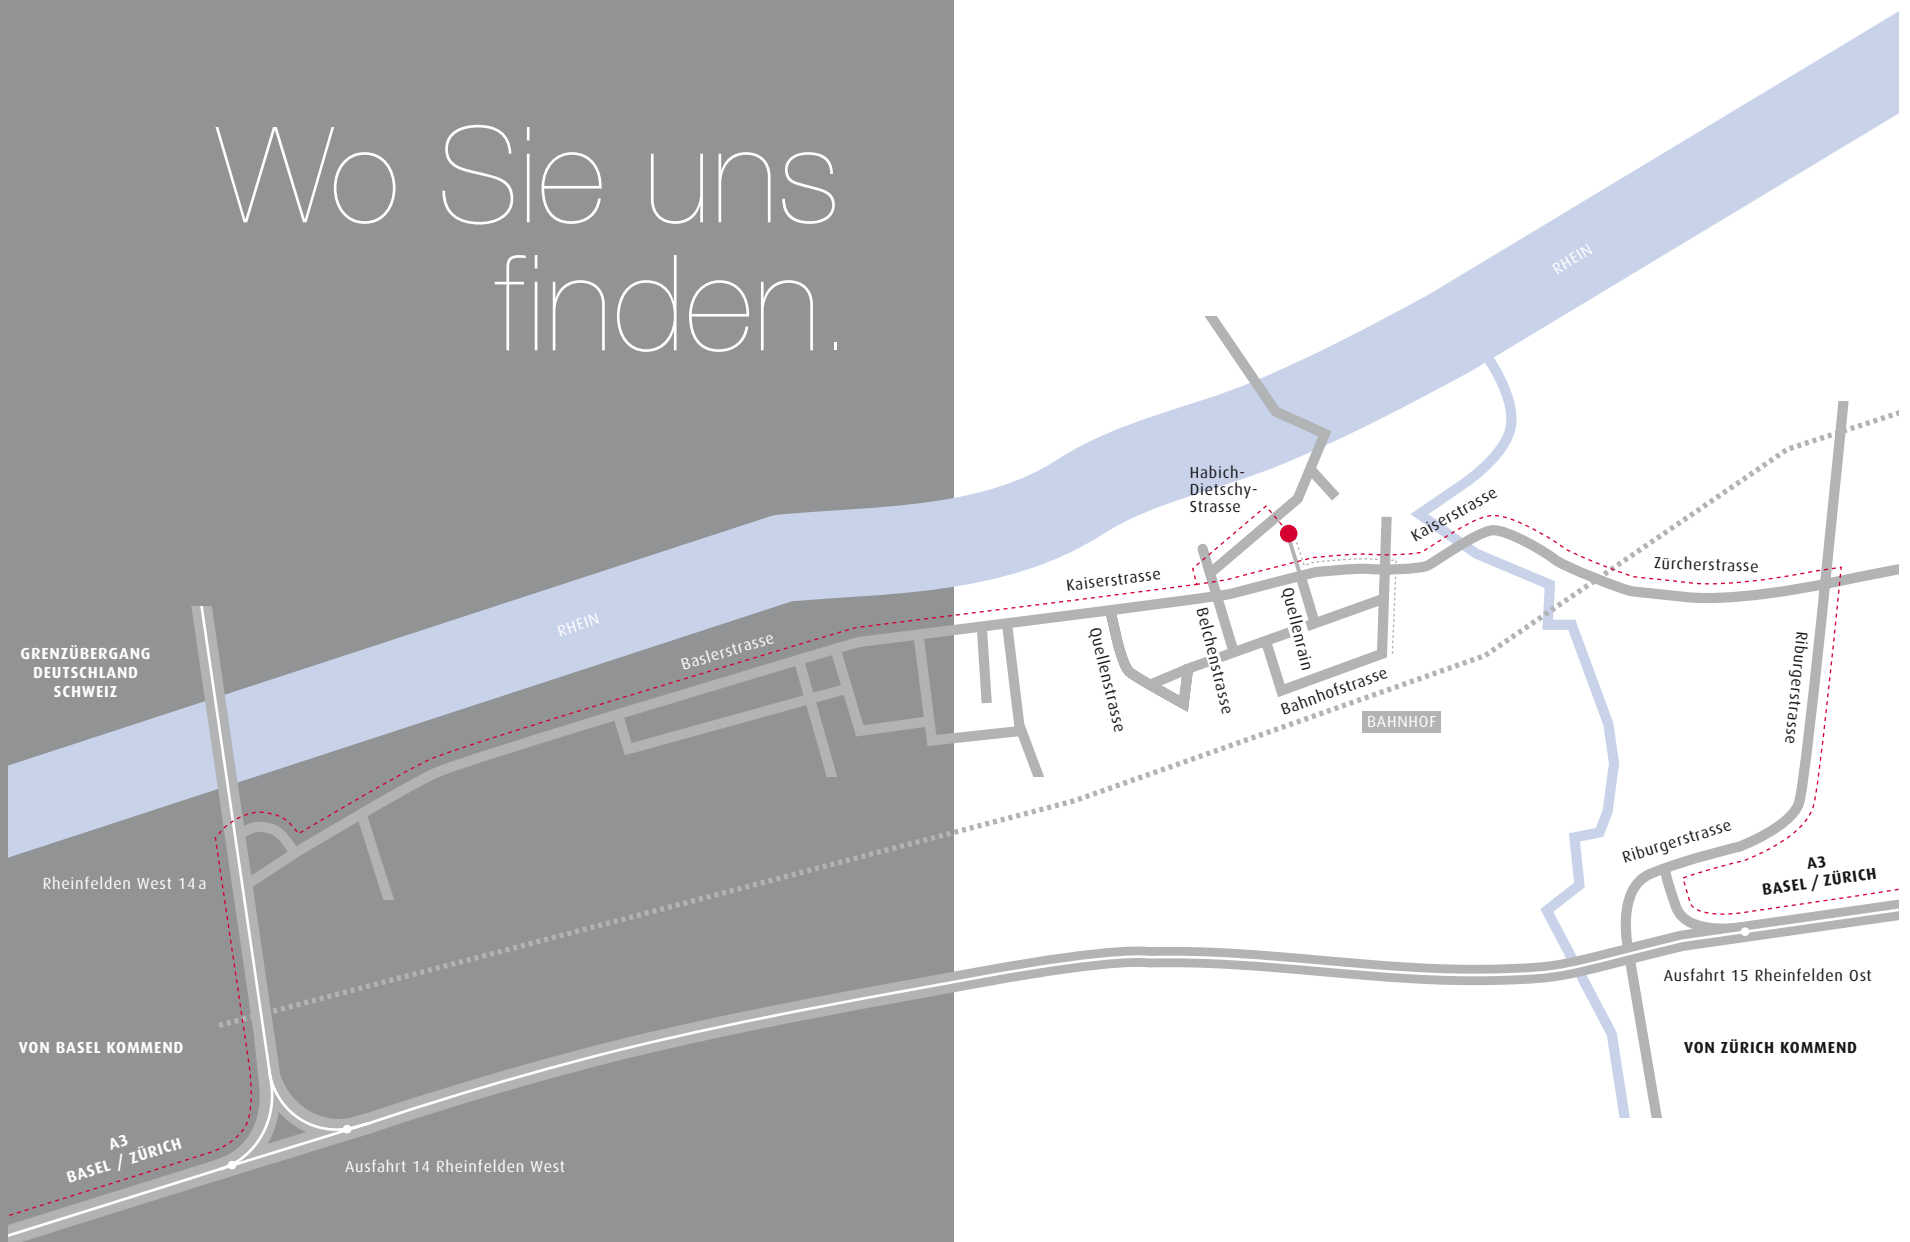 Wo Sie uns
finden.
RHEIN
Habich-
Dietschy-
Strasse
Kaiserstrasse
Zürcherstrasse
Kaiserstrasse
RHEIN
Baslerstrasse
GRENZÜBERGANG
DEUTSCHLAND
SCHWEIZ
Quellenstrasse
Belchenstrasse
Quellenrain
Bahnhofstrasse
BAHNHOF
Riburgerstrasse
Riburgerstrasse
A3
BASEL / ZÜRICH
Rheinfelden West 14a
Ausfahrt 15 Rheinfelden Ost
VON BASEL KOMMEND
VON ZÜRICH KOMMEND
A3
BASEL / ZÜRICH
Ausfahrt 14 Rheinfelden West